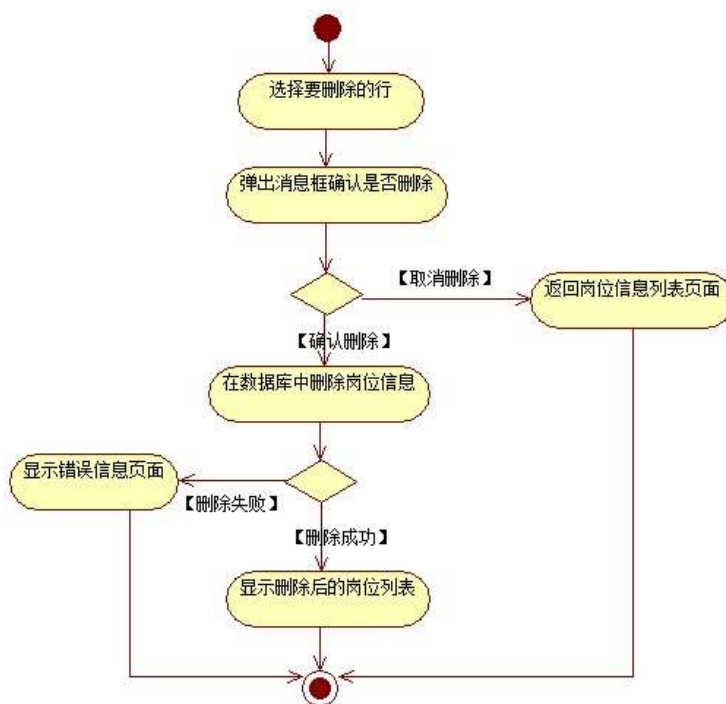 选择要删除的行
弹出消息框确认是否删除
【取消删除】
返回岗位信息列表页面
【确认删除】
在数据库中删除岗位信息
显示错误信息页面
【删除失败】
【删除成功】
显示删除后的岗位列表